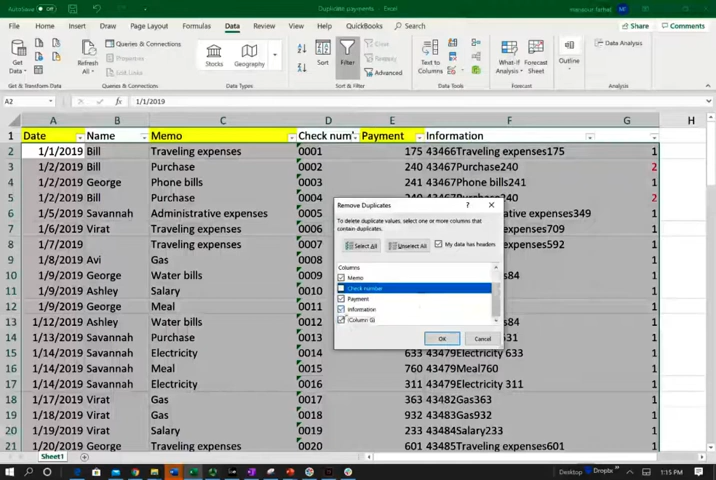 AutoSave Off
Duplicate payments - Excel
mansour farhat MF
File Home Insert Draw Page Layout Formulas Data Review View QuickBooks Search Share Comments
Get Data
Queries & Connections
Properties
Edit Links
Refresh All
Stocks Geography
Sort Filter
Clear
Reapply
Advanced
Text to Columns
What-If Analysis
Forecast Sheet
Outline
Data Analysis
Get & Transform Data Queries & Connections Data Types Sort & Filter Data Tools Forecast Analysis
A2 fx 1/1/2019
A B C D E F G H
1 Date Name Memo Check num Payment Information
2 1/1/2019 Bill Traveling expenses 0001 175 43466Traveling expenses175 1
3 1/2/2019 Bill Purchase 0002 240 43467Purchase240 2
4 1/2/2019 George Phone bills 0003 241 43467Phone bills241 1
5 1/2/2019 Bill Purchase 0004 2
6 1/5/2019 Savannah Administrative expenses 0005 ative expenses349 1
7 1/6/2019 Virat Traveling expenses 0006 xpenses709 1
8 1/7/2019 Traveling expenses 0007 xpenses592 1
9 1/8/2019 Avi Gas 0008 1
10 1/9/2019 George Water bills 0009 s84 1
11 1/9/2019 Ashley Salary 0010 1
12 1/9/2019 George Meal 0011 1
13 1/12/2019 Ashley Water bills s84 1
14 1/13/2019 Savannah Purchase 1
15 1/14/2019 Savannah Electricity 0014 633 43479Electricity 633 1
16 1/14/2019 Savannah Meal 0015 760 43479Meal760 1
17 1/14/2019 Savannah Electricity 0016 311 43479Electricity 311 1
18 1/17/2019 Virat Gas 0017 363 43482Gas363 1
19 1/18/2019 Virat Gas 0018 932 43483Gas932 1
20 1/19/2019 Virat Salary 0019 233 43484Salary233 1
21 1/20/2019 George Traveling expenses 0020 601 43485Traveling expenses601 1
Remove Duplicates ? ×
To delete duplicate values, select one or more columns that
contain duplicates.
Select All Unselect All My data has headers
Columns
Memo
Check number
Payment
Information
(Column G)
OK Cancel
Sheet1
Desktop Dropbox 1:15 PM